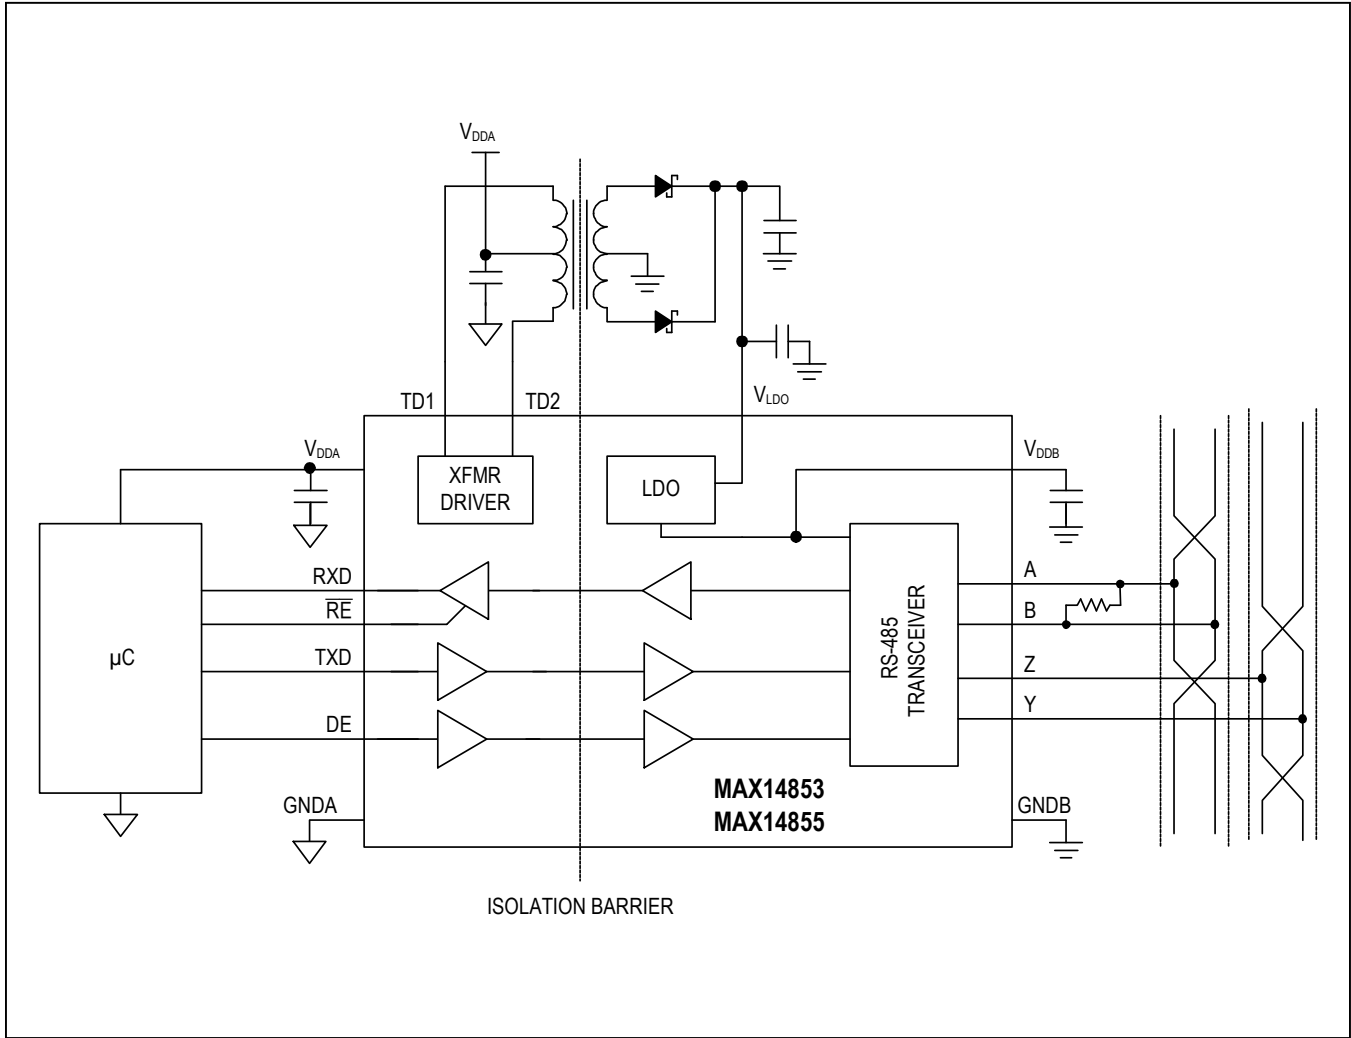 VDDA
TD1
TD2
VLDO
VDDA
XFMR
DRIVER
LDO
VDDB
RXD
R̅E̅
TXD
DE
µC
RS-485
TRANSCEIVER
A
B
Z
Y
MAX14853
MAX14855
GNDA
GNDB
ISOLATION BARRIER